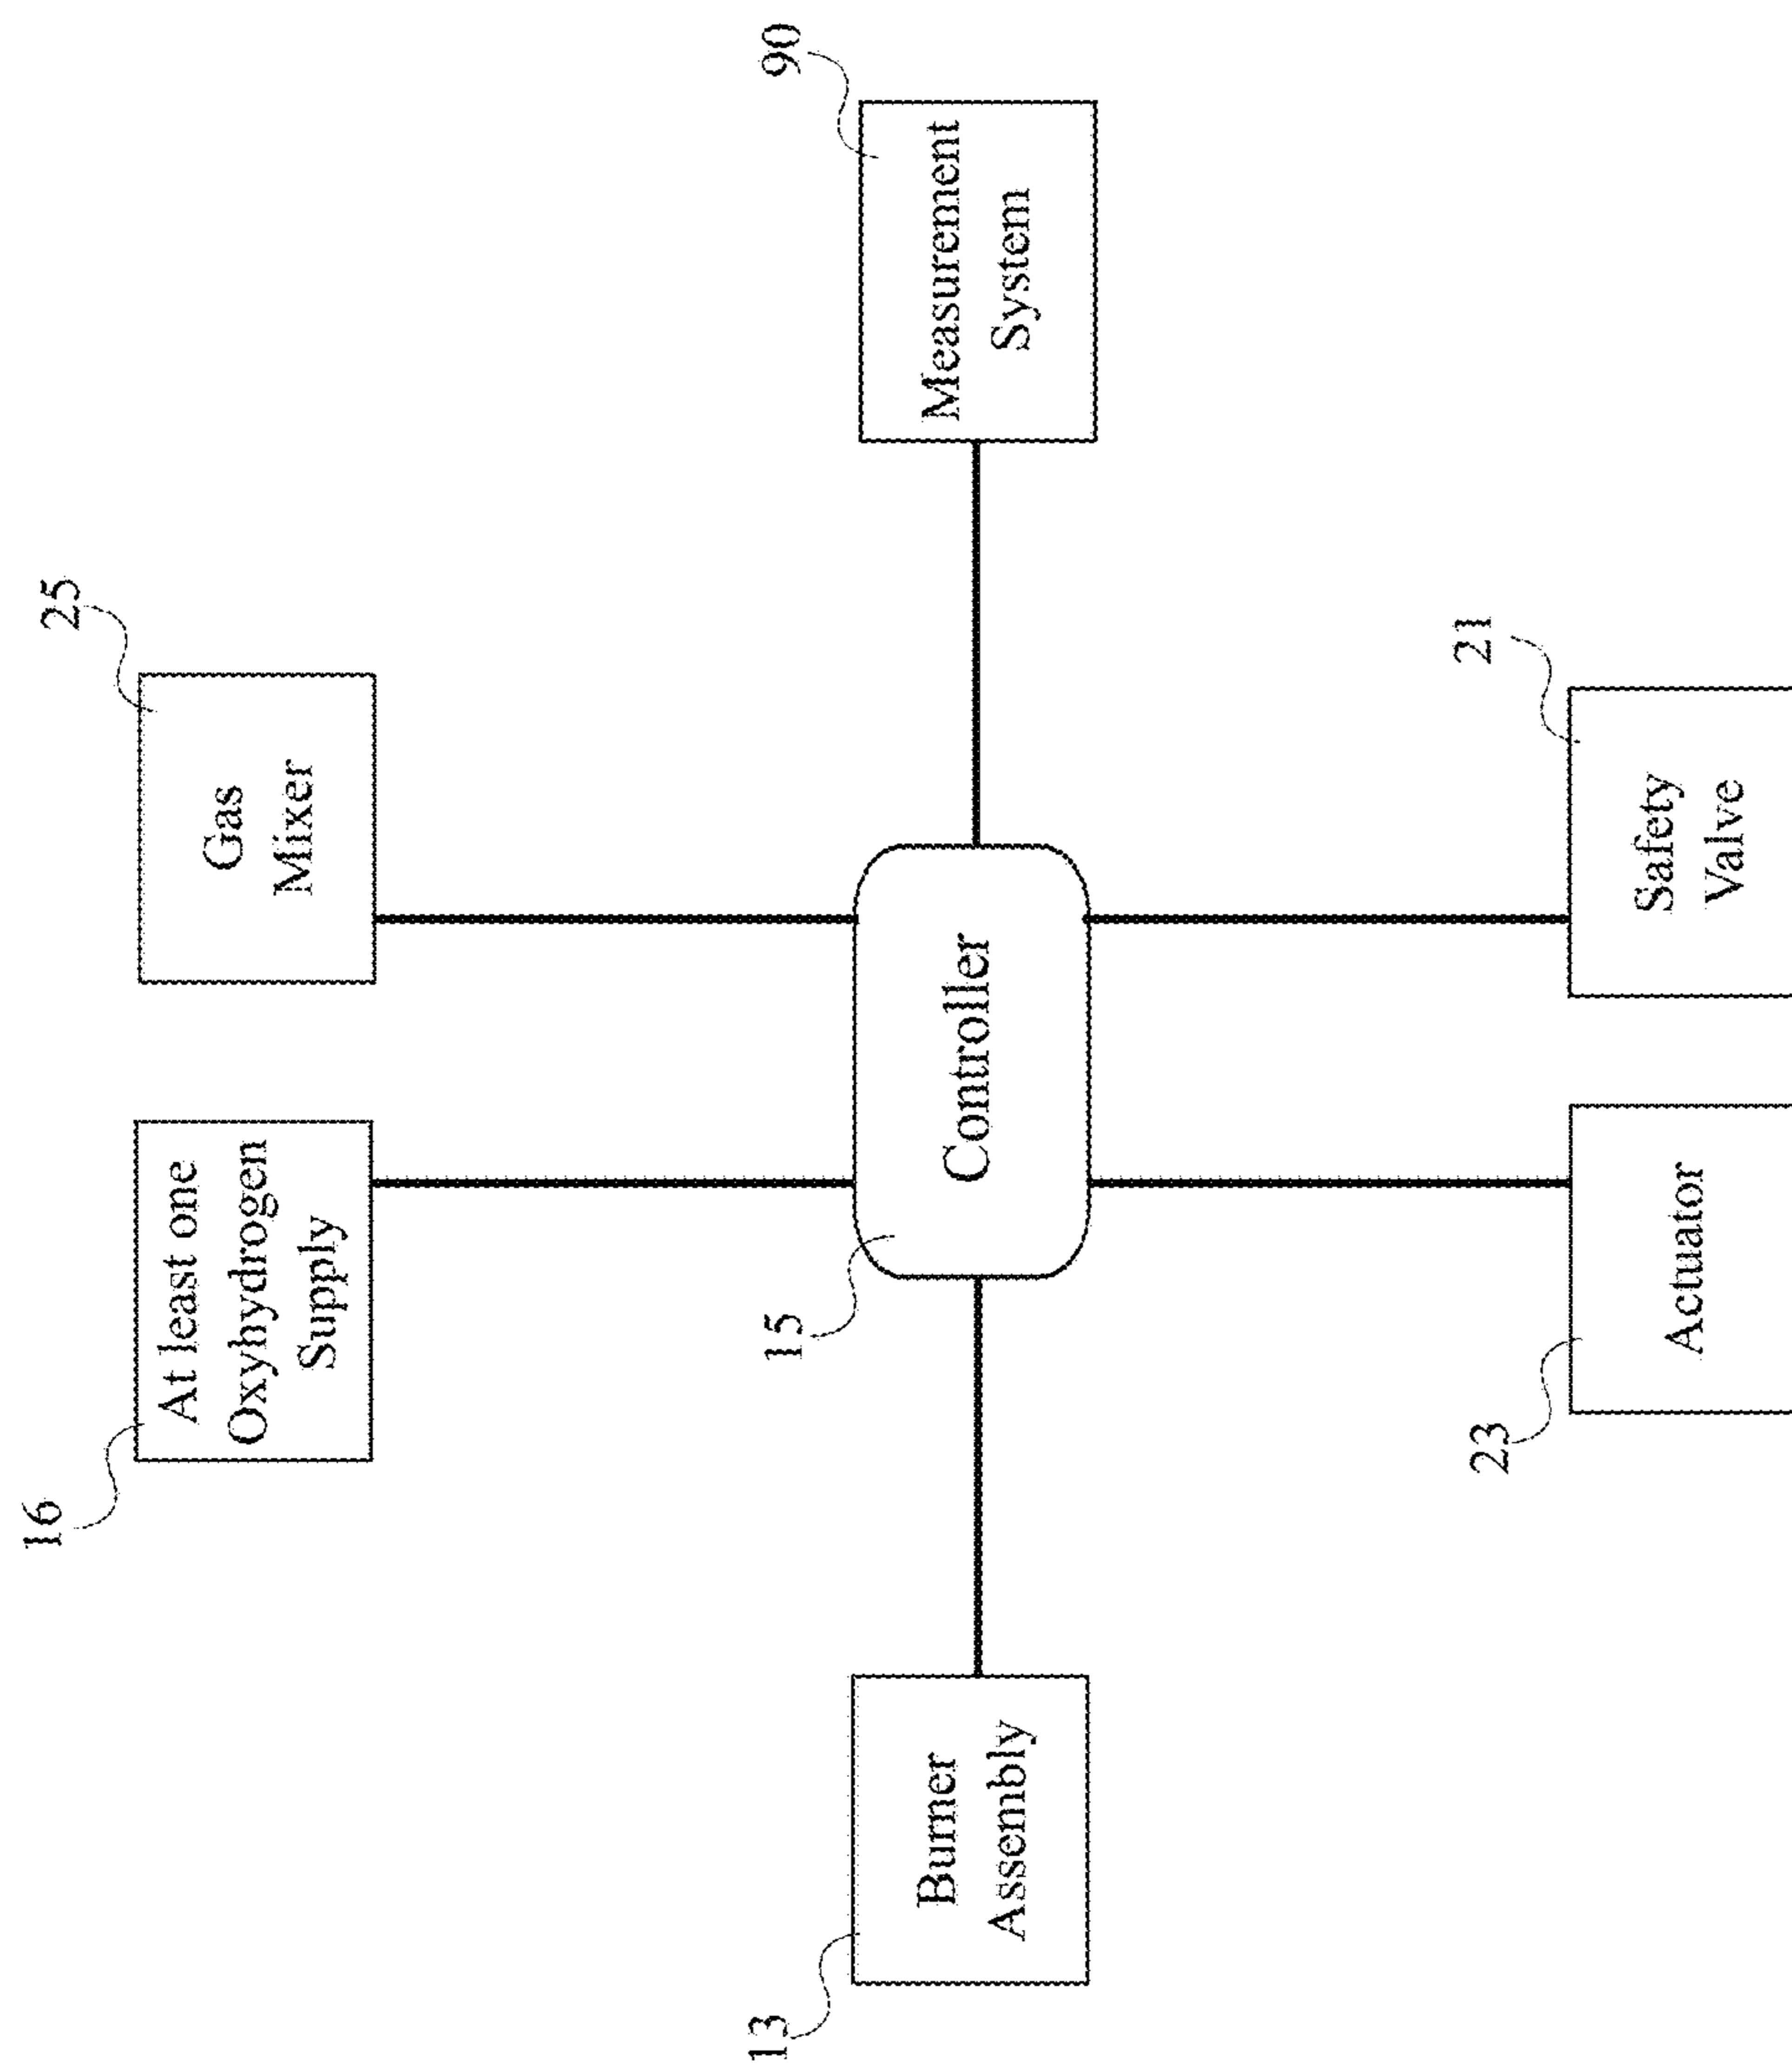 16
At least one
Oxyhydrogen
Supply
25
Gas
Mixer
13
Burner
Assembly
15
Controller
90
Measurement
System
23
Actuator
21
Safety
Valve